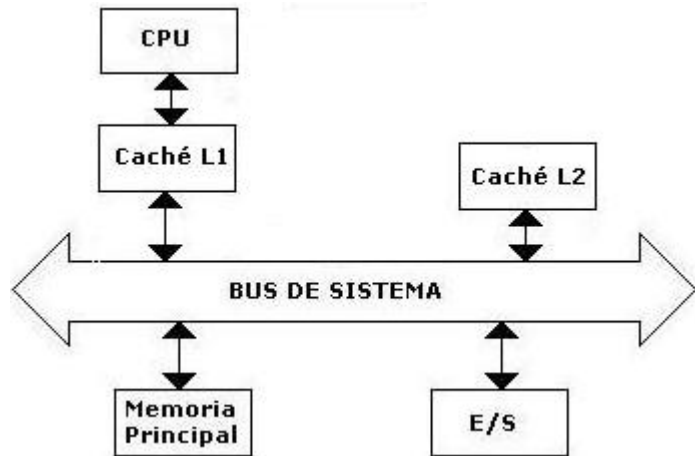 CPU
Caché L1
Caché L2
BUS DE SISTEMA
Memoria
Principal
E/S